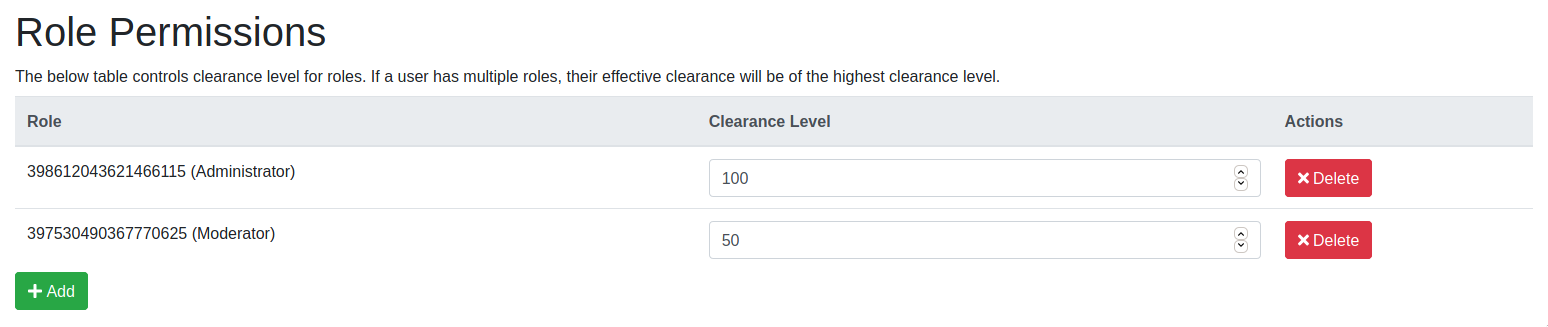 Role Permissions
The below table controls clearance level for roles. If a user has multiple roles, their effective clearance will be of the highest clearance level.
Role Clearance Level Actions
398612043621466115 (Administrator) 100 Delete
397530490367770625 (Moderator) 50 Delete
Add